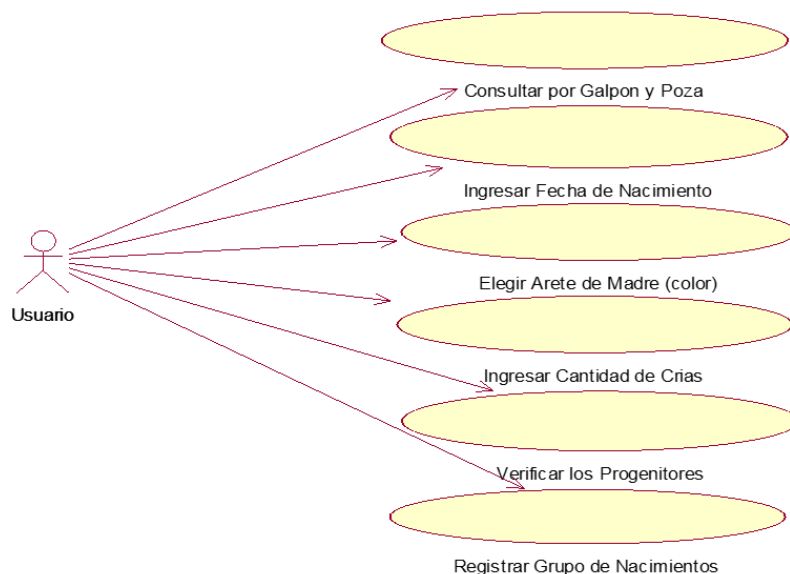 Consultar por Galpon y Poza
Ingresar Fecha de Nacimiento
Elegir Arete de Madre (color)
Usuario
Ingresar Cantidad de Crias
Verificar los Progenitores
Registrar Grupo de Nacimientos